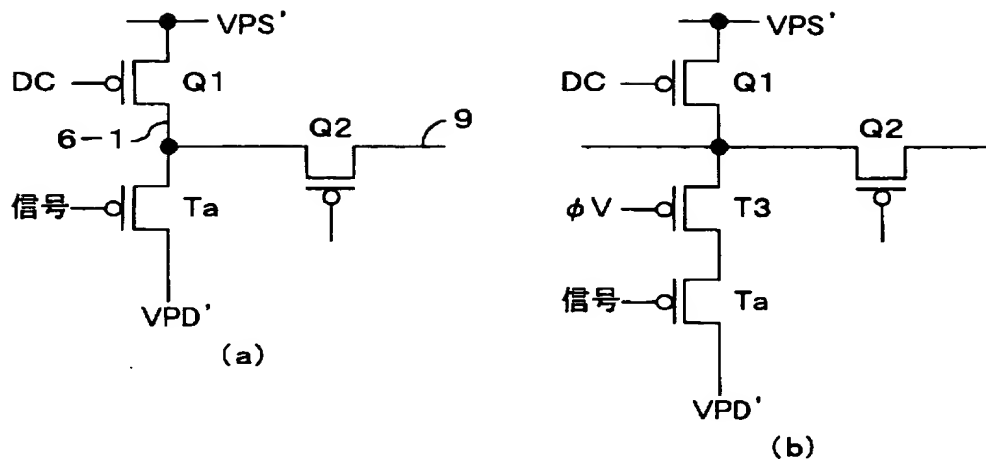 VPS'
DC
Q1
6-1
Q2
9
信号
Ta
VPD'
(a)
VPS'
DC
Q1
Q2
φV
T3
信号
Ta
VPD'
(b)